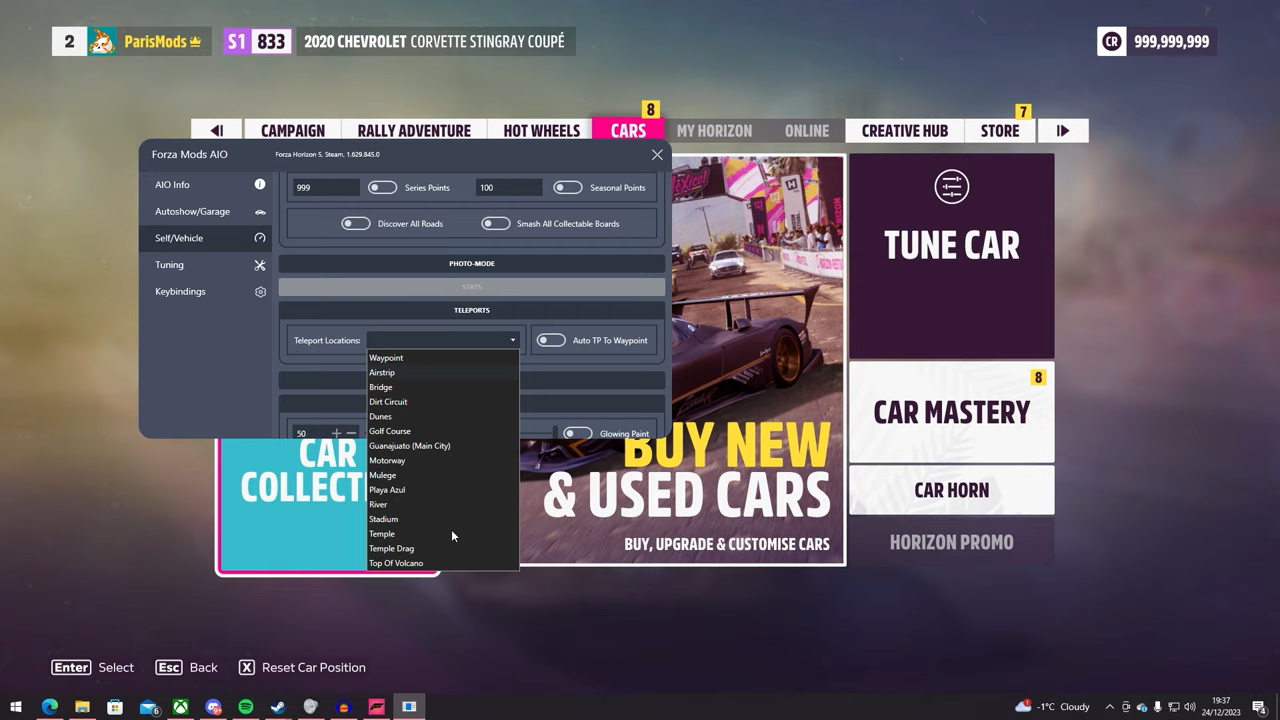 2 ParisMods S1 833 2020 CHEVROLET CORVETTE STINGRAY COUPÉ CR 999,999,999
8 7
CAMPAIGN RALLY ADVENTURE HOT WHEELS CARS MY HORIZON ONLINE CREATIVE HUB STORE
Forza Mods AIO Forza Horizon 5, Steam, 1.629.845.0
AIO Info
Autoshow/Garage
Self/Vehicle
Tuning
Keybindings
999 Series Points 100 Seasonal Points
Discover All Roads Smash All Collectable Boards
PHOTO-MODE
STATS
TELEPORTS
Teleport Locations: Auto TP To Waypoint
Waypoint
Airstrip
Bridge
Dirt Circuit
Dunes
Golf Course
Guanajuato (Main City)
Motorway
Mulege
Playa Azul
River
Stadium
Temple
Temple Drag
Top Of Volcano
50 Glowing Paint
CAR
COLLECT
BUY NEW
& USED CARS
BUY, UPGRADE & CUSTOMISE CARS
TUNE CAR
8
CAR MASTERY
CAR HORN
HORIZON PROMO
Enter Select Esc Back X Reset Car Position
6
-1°C Cloudy
19:37
24/12/2023
4